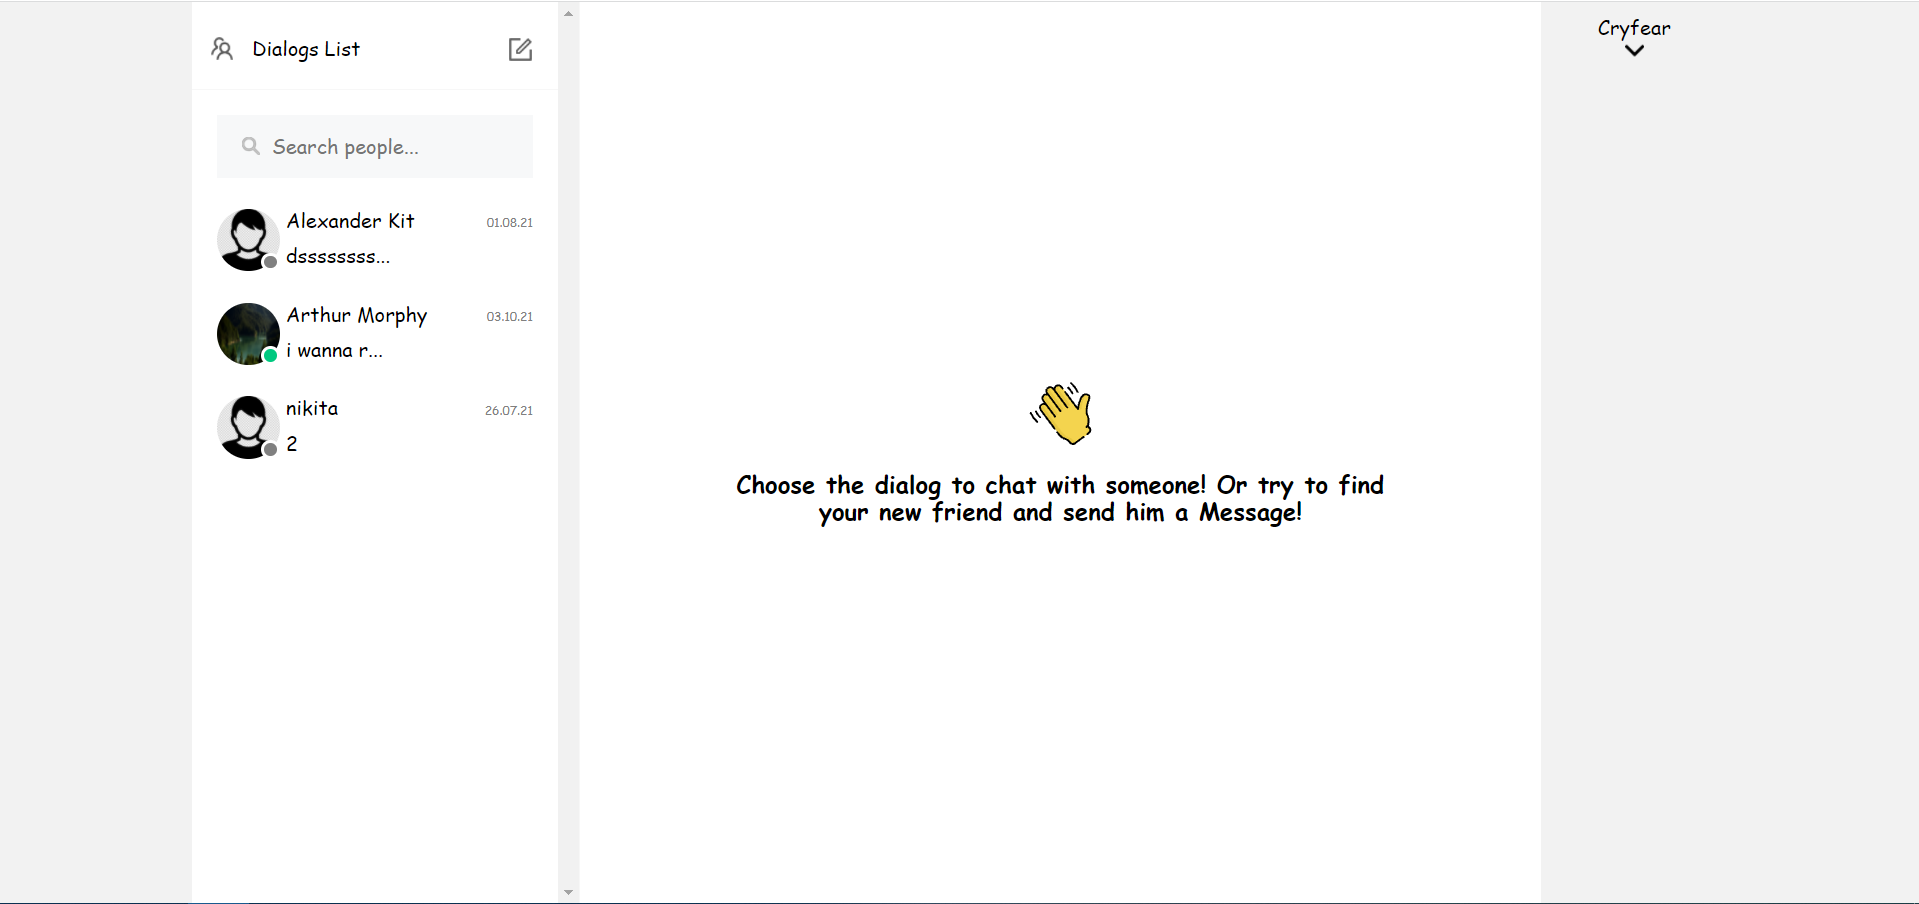 Dialogs List
Search people...
Alexander Kit 01.08.21
dssssssss...
Arthur Morphy 03.10.21
i wanna r...
nikita 26.07.21
2
Choose the dialog to chat with someone! Or try to find
your new friend and send him a Message!
Cryfear